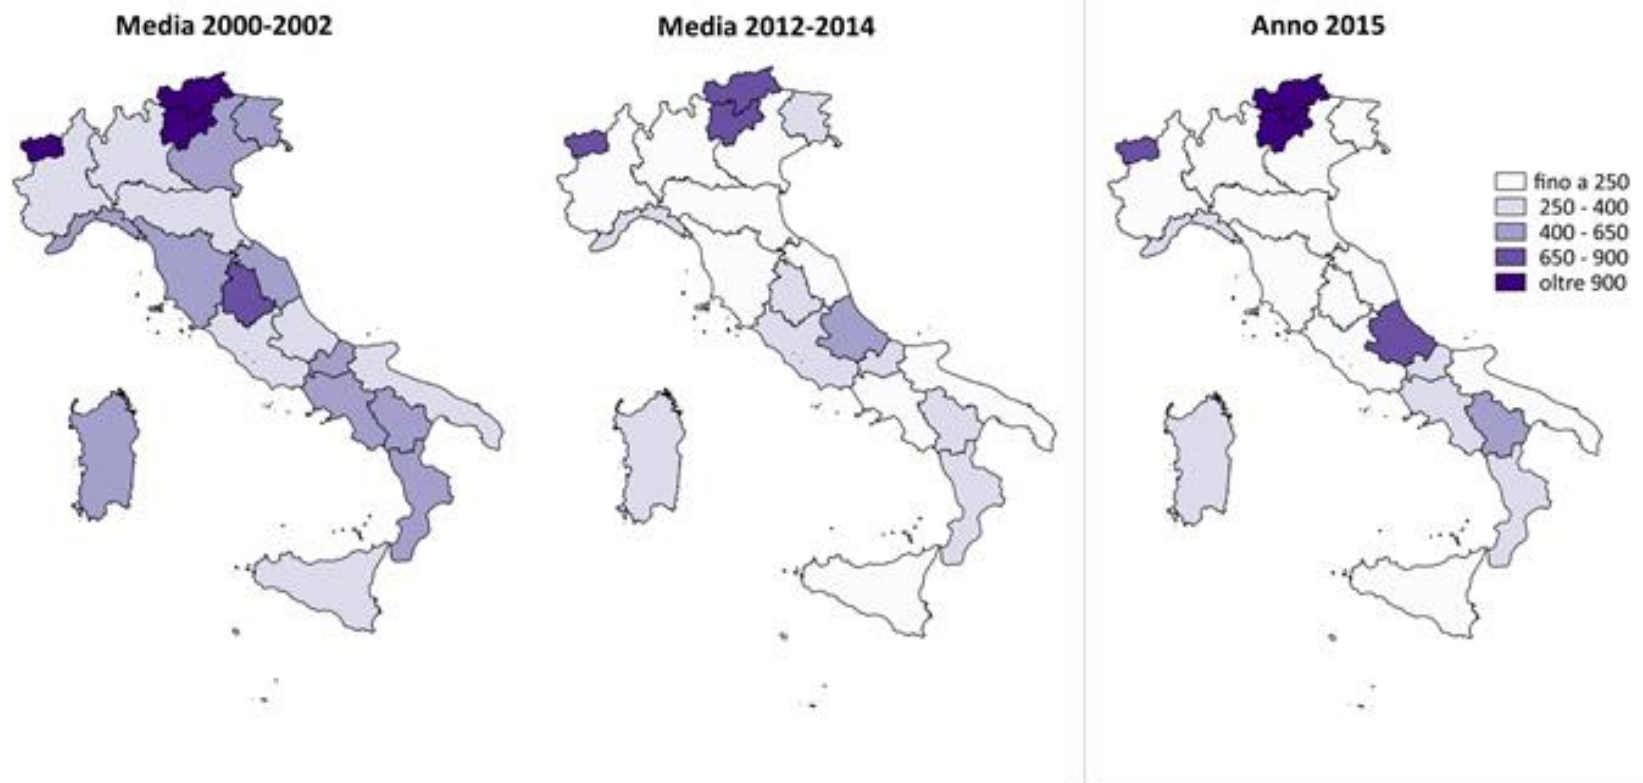 Media 2000-2002
Media 2012-2014
Anno 2015
fino a 250
250 - 400
400 - 650
650 - 900
oltre 900